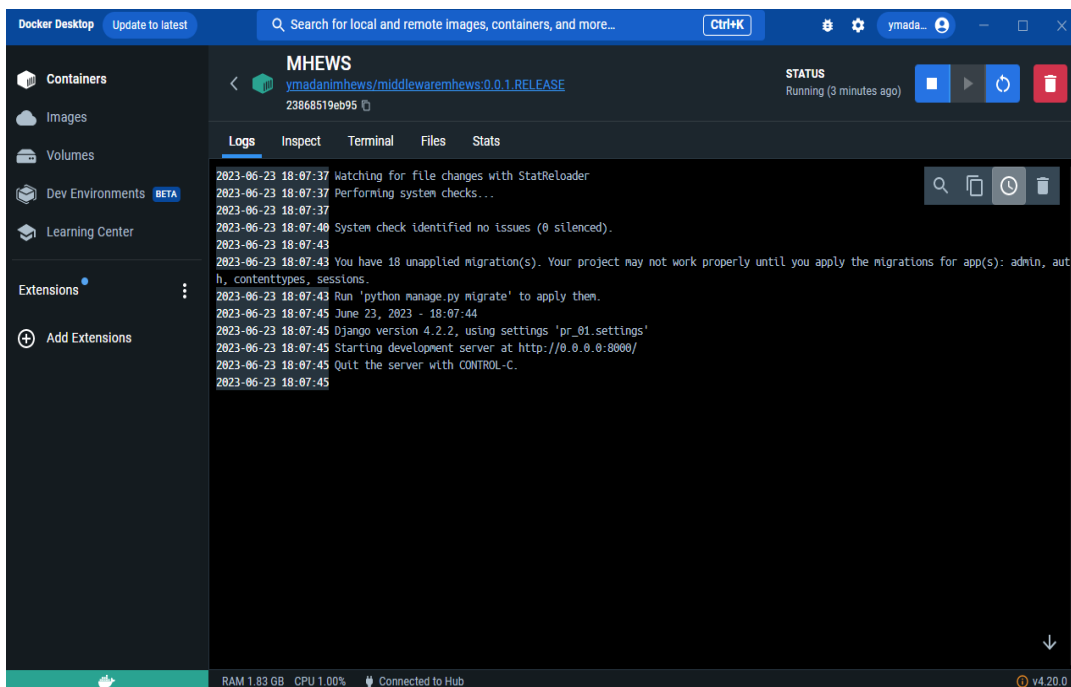 Docker Desktop Update to latest Search for local and remote images, containers, and more... Ctrl+K ymada...
Containers
Images
Volumes
Dev Environments BETA
Learning Center
Extensions
Add Extensions
MHEWS
ymadanimhews/middlewaremhews:0.0.1.RELEASE
23868519eb95
STATUS
Running (3 minutes ago)
Logs Inspect Terminal Files Stats
2023-06-23 18:07:37 Watching for file changes with StatReloader
2023-06-23 18:07:37 Performing system checks...
2023-06-23 18:07:37
2023-06-23 18:07:40 System check identified no issues (0 silenced).
2023-06-23 18:07:43
2023-06-23 18:07:43 You have 18 unapplied migration(s). Your project may not work properly until you apply the migrations for app(s): admin, aut
h, contenttypes, sessions.
2023-06-23 18:07:43 Run 'python manage.py migrate' to apply them.
2023-06-23 18:07:45 June 23, 2023 - 18:07:44
2023-06-23 18:07:45 Django version 4.2.2, using settings 'pr_01.settings'
2023-06-23 18:07:45 Starting development server at http://0.0.0.0:8000/
2023-06-23 18:07:45 Quit the server with CONTROL-C.
2023-06-23 18:07:45
RAM 1.83 GB CPU 1.00% Connected to Hub v4.20.0